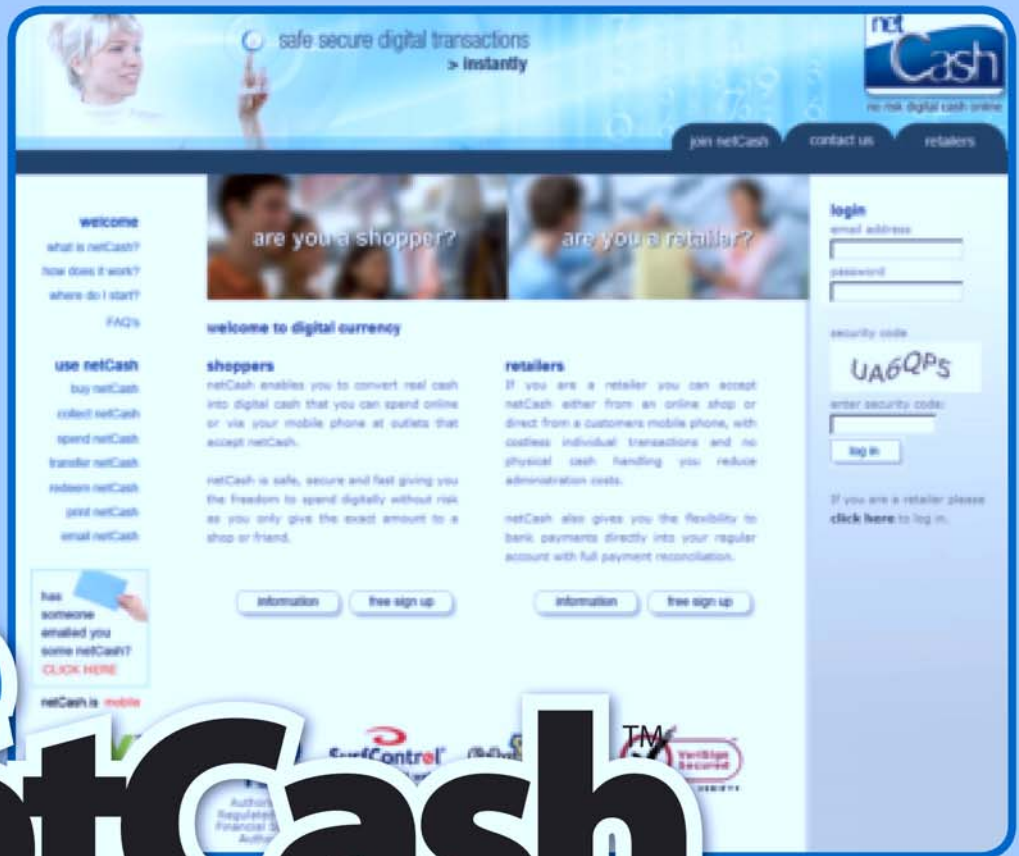 safe secure digital transactions
> instantly
net
Cash
no risk digital cash online
join netCash
contact us
retailers
welcome
what is netCash?
how does it work?
where do I start?
FAQ's
use netCash
buy netCash
collect netCash
spend netCash
transfer netCash
redeem netCash
print netCash
email netCash
has
someone
emailed you
some netCash?
CLICK HERE
netCash is mobile
are you a shopper?
are you a retailer?
welcome to digital currency
shoppers
netCash enables you to convert real cash
into digital cash that you can spend online
or via your mobile phone at outlets that
accept netCash.
netCash is safe, secure and fast giving you
the freedom to spend digitally without risk
as you only give the exact amount to a
shop or friend.
information
free sign up
retailers
If you are a retailer you can accept
netCash either from an online shop or
direct from a customers mobile phone, with
costless individual transactions and no
physical cash handling you reduce
administration costs.
netCash also gives you the flexibility to
bank payments directly into your regular
account with full payment reconciliation.
information
free sign up
login
email address
password
security code
UA6QPS
enter security code:
log in
If you are a retailer please
click here to log in.
SurfControl
VeriSign
Secured
TM
etCash